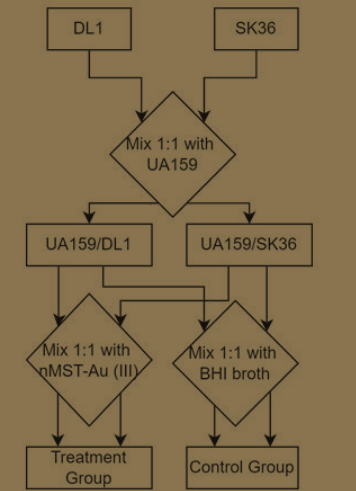 DL1
SK36
Mix 1:1 with
UA159
UA159/DL1
UA159/SK36
Mix 1:1 with
nMST-Au (III)
Mix 1:1 with
BHI broth
Treatment
Group
Control Group